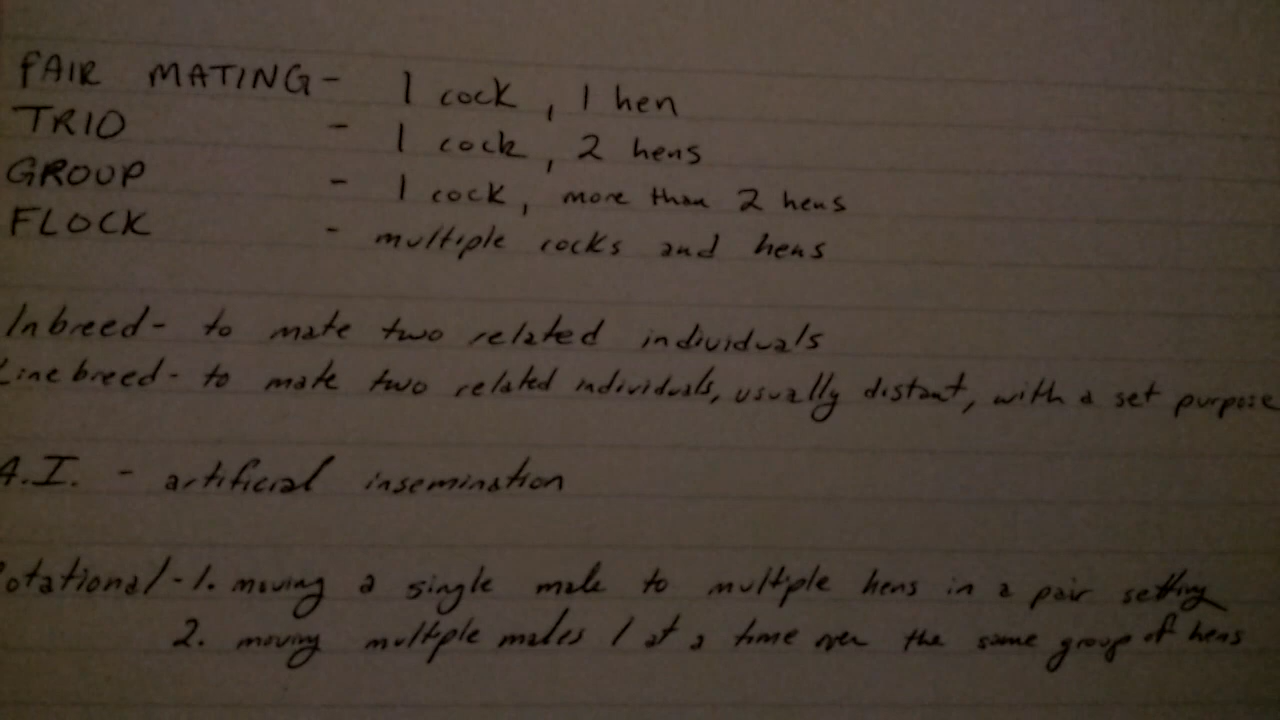 PAIR MATING - 1 cock, 1 hen
TRIO - 1 cock, 2 hens
GROUP - 1 cock, more than 2 hens
FLOCK - multiple cocks and hens
Inbreed - to mate two related individuals
Linebreed - to mate two related individuals, usually distant, with a set purpose
A.I. - artificial insemination
Rotational - 1. moving a single male to multiple hens in a pair setting
2. moving multiple males 1 at a time over the same group of hens